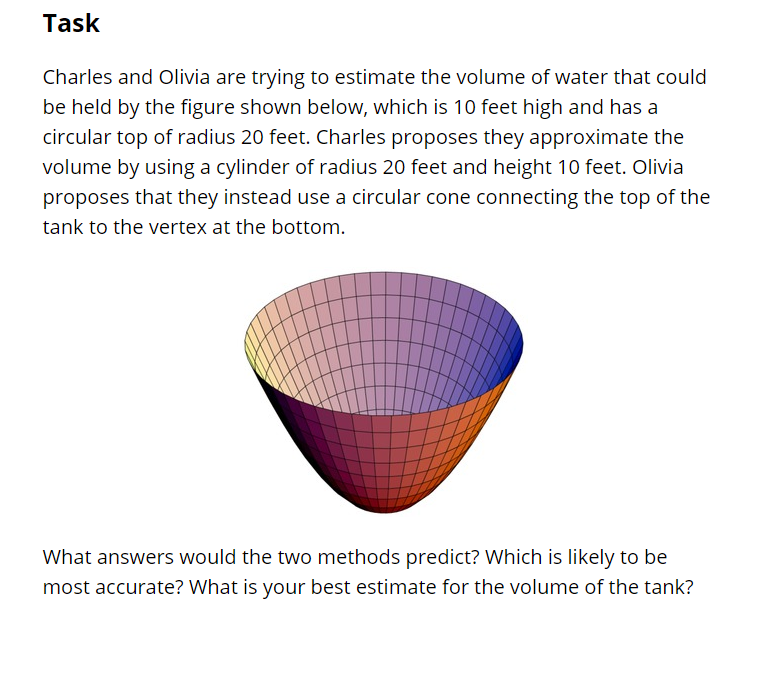 Task
Charles and Olivia are trying to estimate the volume of water that could
be held by the figure shown below, which is 10 feet high and has a
circular top of radius 20 feet. Charles proposes they approximate the
volume by using a cylinder of radius 20 feet and height 10 feet. Olivia
proposes that they instead use a circular cone connecting the top of the
tank to the vertex at the bottom.
What answers would the two methods predict? Which is likely to be
most accurate? What is your best estimate for the volume of the tank?